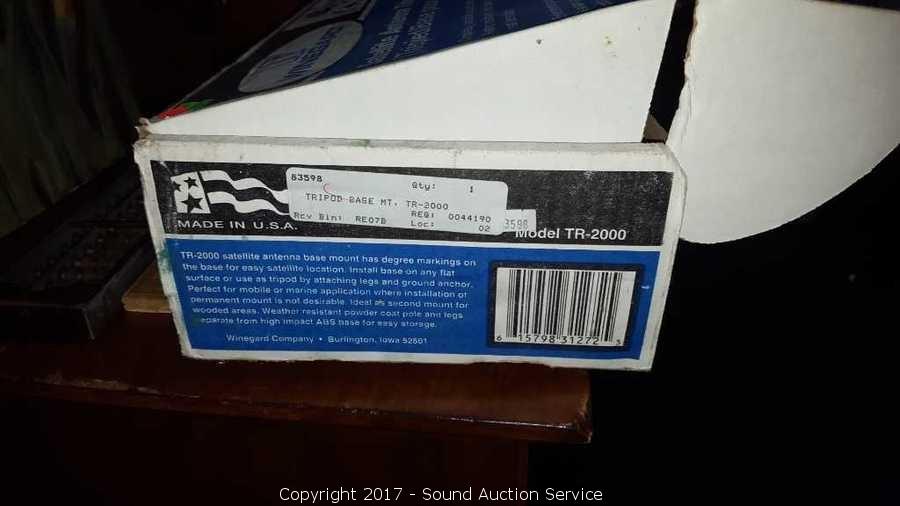 WINEGARD
83598
Qty: 1
TRIPOD BASE MT. TR-2000
REQ: 0044190
Rcv Bin: RE07B
Loc: 02
3598
MADE IN U.S.A.
Model TR-2000
TR-2000 satellite antenna base mount has degree markings on
the base for easy satellite location. Install base on any flat
surface or use as tripod by attaching legs and ground anchor.
Perfect for mobile or marine application where installation of
permanent mount is not desirable. Ideal as second mount for
wooded areas. Weather resistant powder coat pole and legs
separate from high impact ABS base for easy storage.
Winegard Company • Burlington, Iowa 52601
6 15798 31272 3
Copyright 2017 - Sound Auction Service